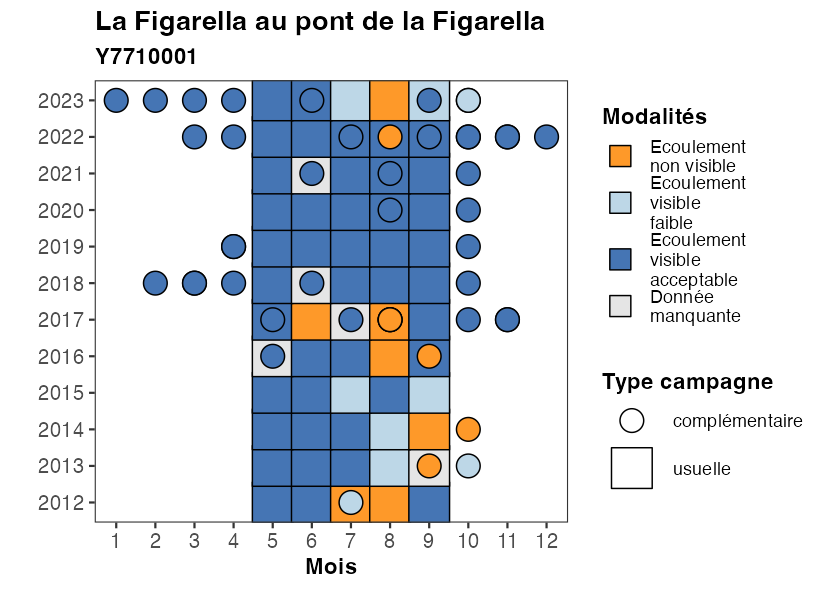 La Figarella au pont de la Figarella
Y7710001
2023
2022
2021
2020
2019
2018
2017
2016
2015
2014
2013
2012
1 2 3 4 5 6 7 8 9 10 11 12
Mois
Modalités
Ecoulement
non visible
Ecoulement
visible
faible
Ecoulement
visible
acceptable
Donnée
manquante
Type campagne
complémentaire
usuelle